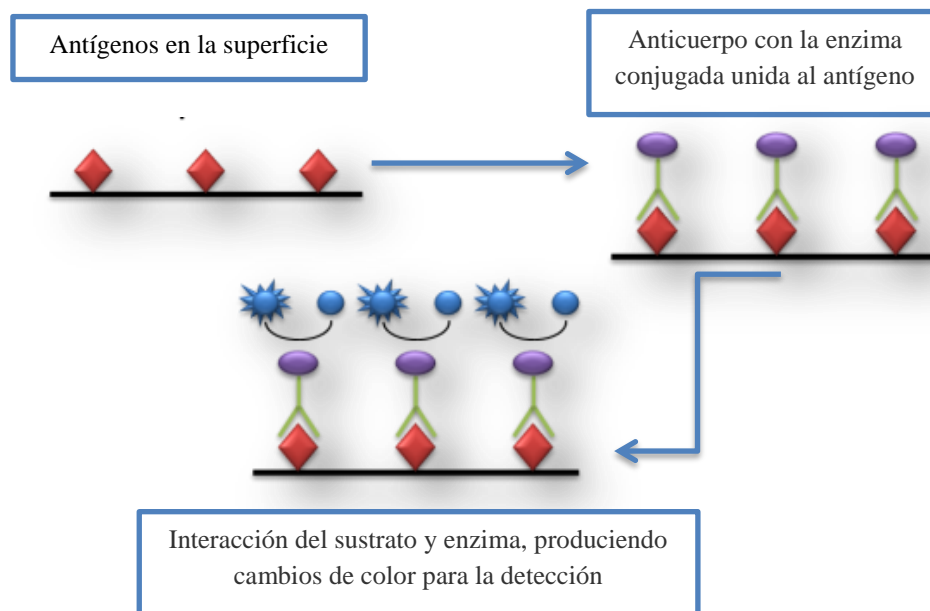 Antígenos en la superficie
Anticuerpo con la enzima
conjugada unida al antígeno
Interacción del sustrato y enzima, produciendo
cambios de color para la detección